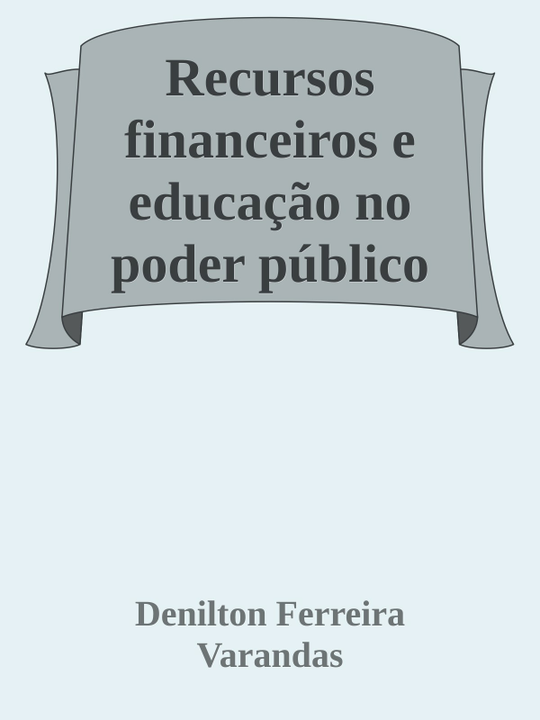 Recursos
financeiros e
educação no
poder público
Denilton Ferreira
Varandas